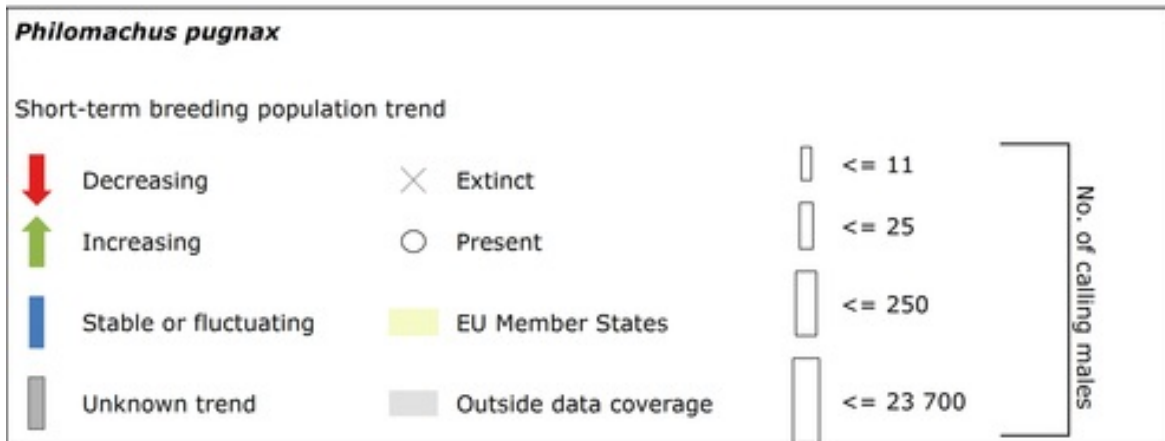 Philomachus pugnax
Short-term breeding population trend
Decreasing
Extinct
<= 11
Increasing
Present
<= 25
Stable or fluctuating
EU Member States
<= 250
Unknown trend
Outside data coverage
<= 23 700
No. of calling males